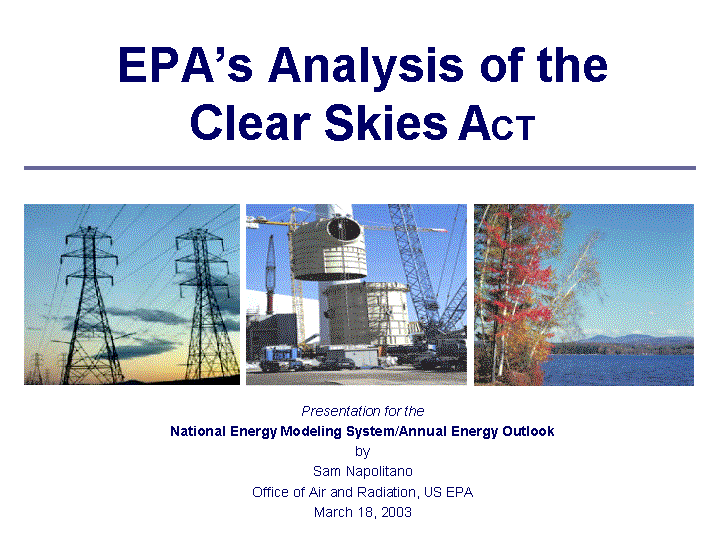 EPA’s Analysis of the
Clear Skies ACT
Presentation for the
National Energy Modeling System/Annual Energy Outlook
by
Sam Napolitano
Office of Air and Radiation, US EPA
March 18, 2003